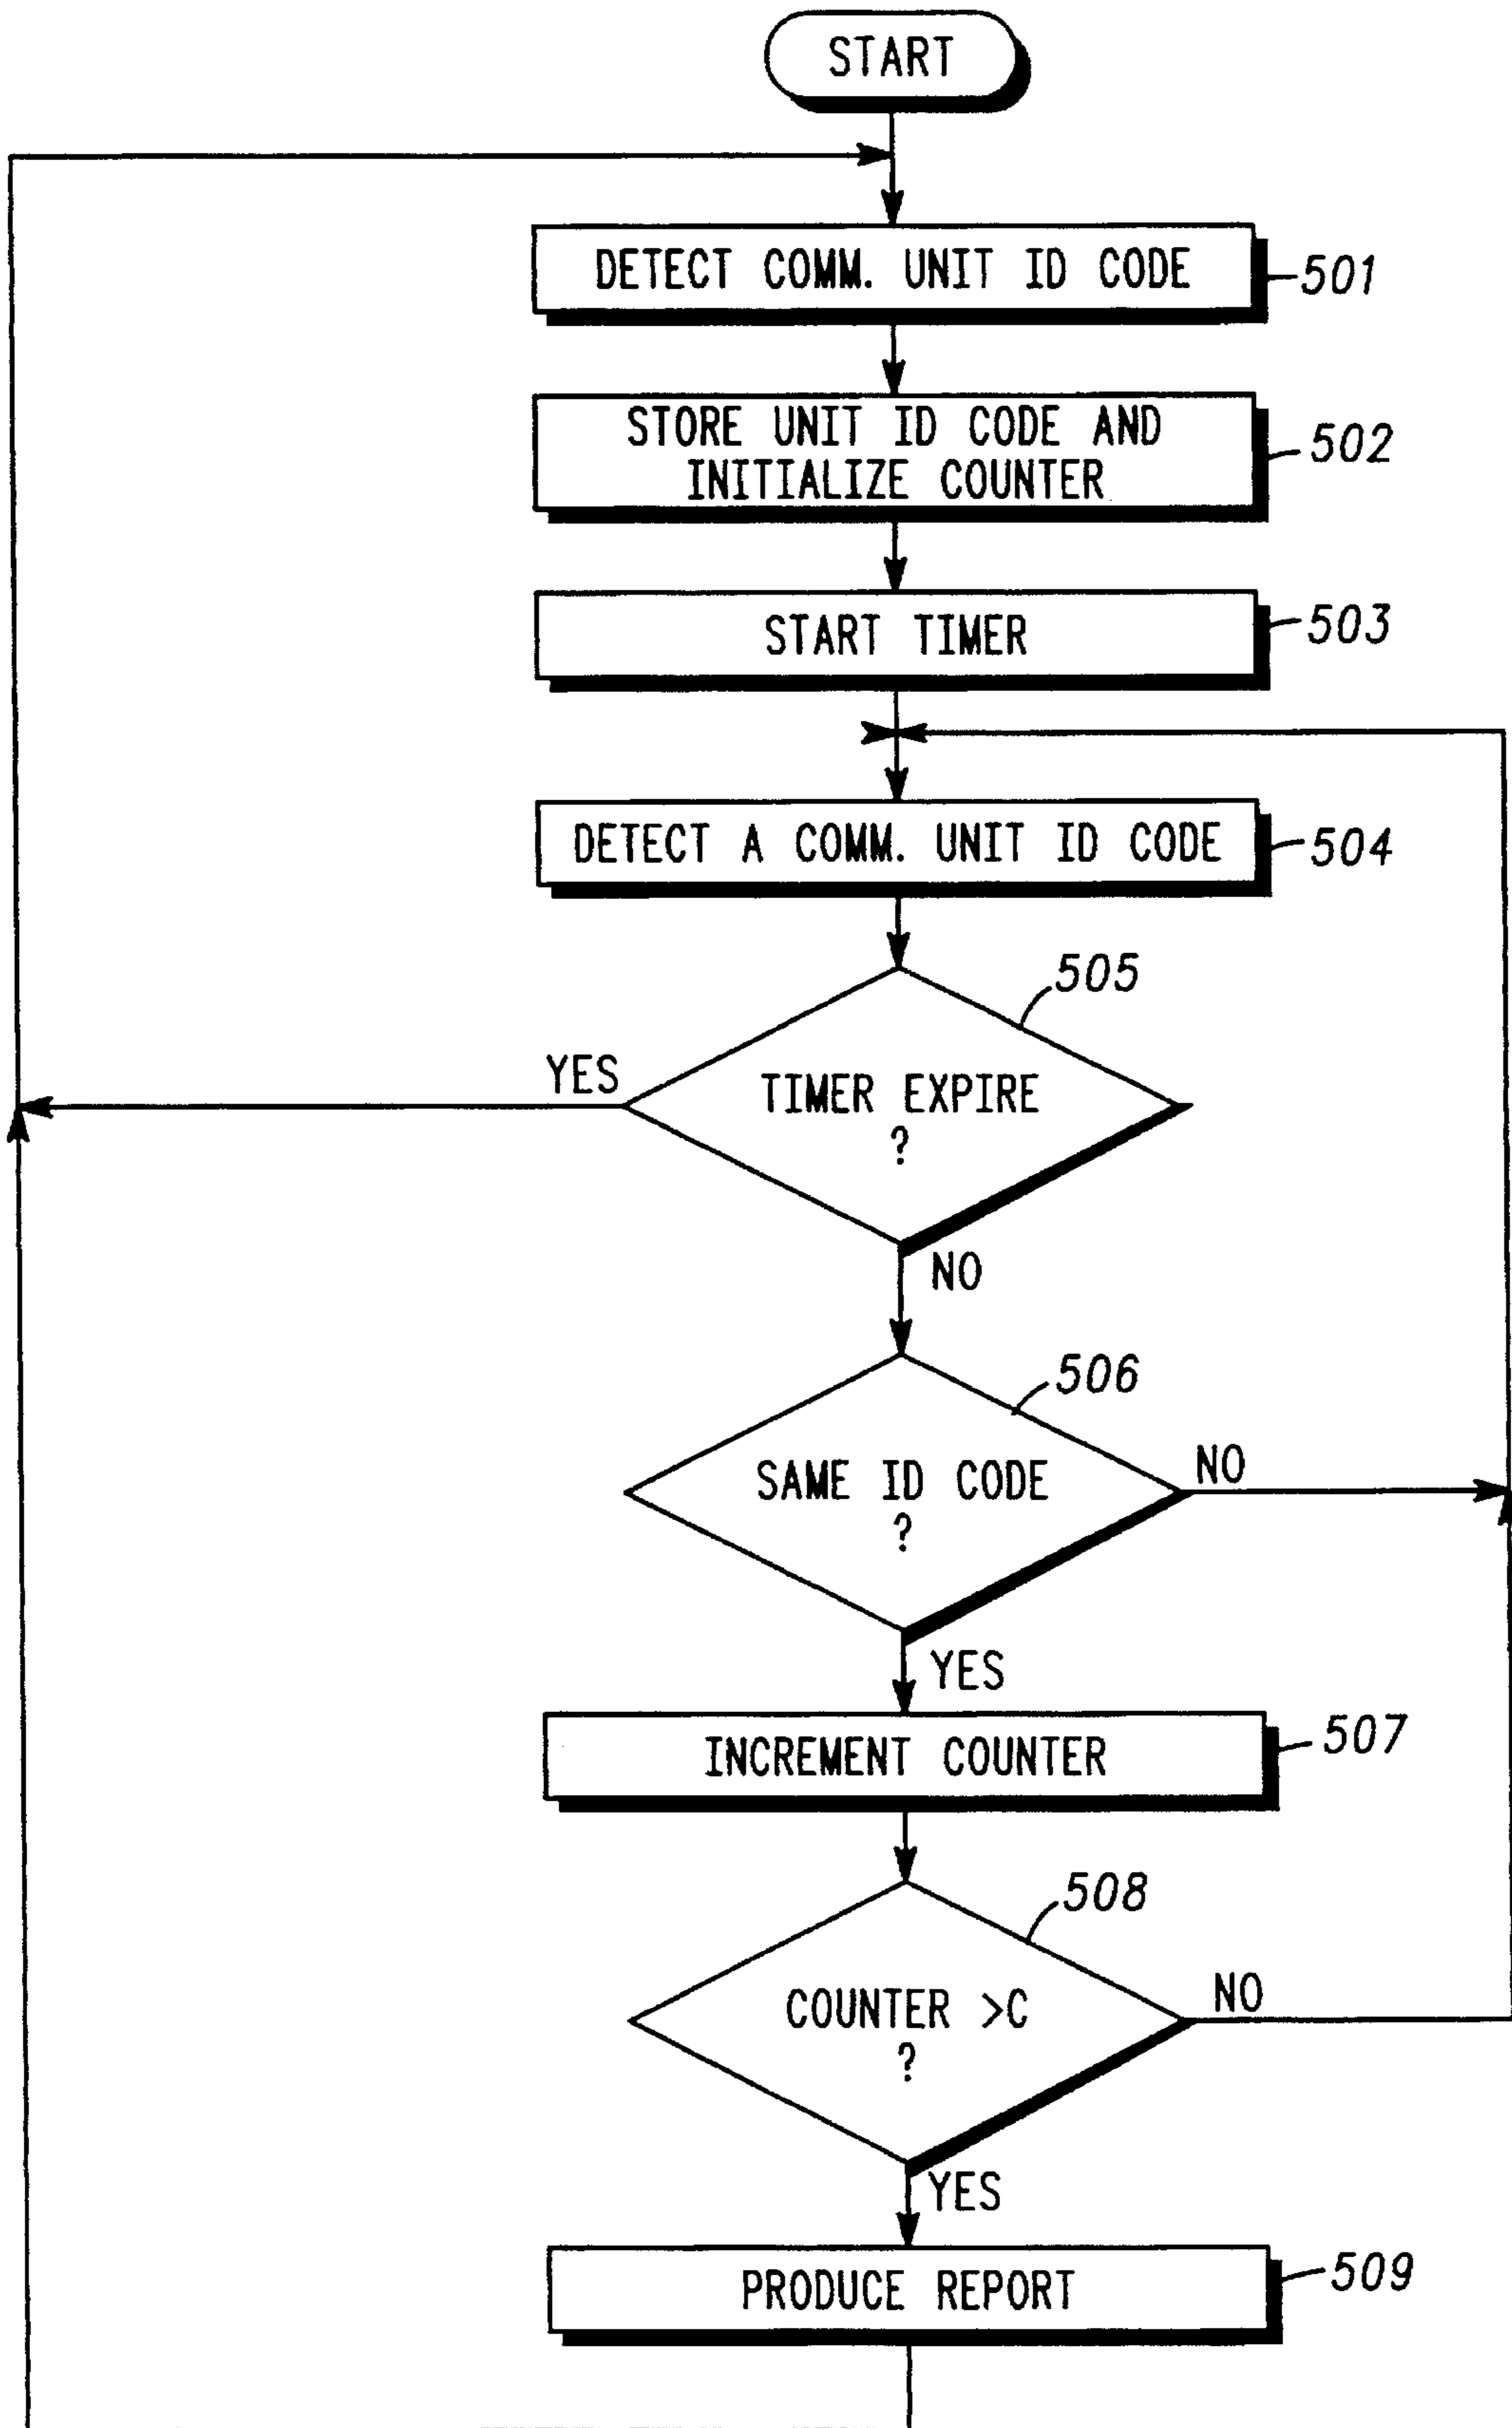 START
DETECT COMM. UNIT ID CODE
501
STORE UNIT ID CODE AND
INITIALIZE COUNTER
502
START TIMER
503
DETECT A COMM. UNIT ID CODE
504
505
YES
TIMER EXPIRE
?
NO
506
SAME ID CODE
?
NO
YES
INCREMENT COUNTER
507
508
COUNTER >C
?
NO
YES
PRODUCE REPORT
509